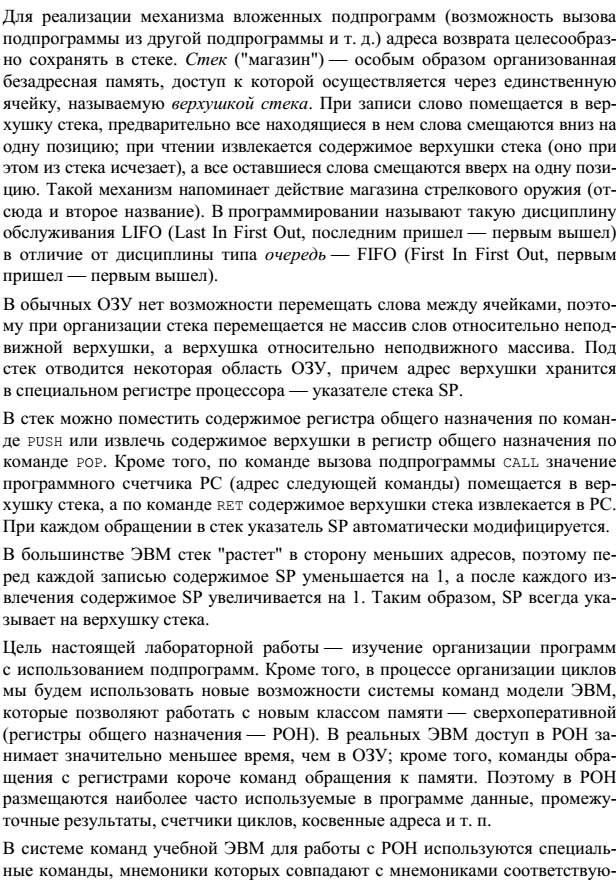 Для реализации механизма вложенных подпрограмм (возможность вызова
подпрограммы из другой подпрограммы и т. д.) адреса возврата целесообраз-
но сохранять в стеке. Стек ("магазин") — особым образом организованная
безадресная память, доступ к которой осуществляется через единственную
ячейку, называемую верхушкой стека. При записи слово помещается в вер-
хушку стека, предварительно все находящиеся в нем слова смещаются вниз на
одну позицию; при чтении извлекается содержимое верхушки стека (оно при
этом из стека исчезает), а все оставшиеся слова смещаются вверх на одну пози-
цию. Такой механизм напоминает действие магазина стрелкового оружия (от-
сюда и второе название). В программировании называют такую дисциплину
обслуживания LIFO (Last In First Out, последним пришел — первым вышел)
в отличие от дисциплины типа очередь — FIFO (First In First Out, первым
пришел — первым вышел).
В обычных ОЗУ нет возможности перемещать слова между ячейками, поэто-
му при организации стека перемещается не массив слов относительно непод-
вижной верхушки, а верхушка относительно неподвижного массива. Под
стек отводится некоторая область ОЗУ, причем адрес верхушки хранится
в специальном регистре процессора — указателе стека SP.
В стек можно поместить содержимое регистра общего назначения по коман-
де PUSH или извлечь содержимое верхушки в регистр общего назначения по
команде POP. Кроме того, по команде вызова подпрограммы CALL значение
программного счетчика PC (адрес следующей команды) помещается в вер-
хушку стека, а по команде RET содержимое верхушки стека извлекается в PC.
При каждом обращении в стек указатель SP автоматически модифицируется.
В большинстве ЭВМ стек "растет" в сторону меньших адресов, поэтому пе-
ред каждой записью содержимое SP уменьшается на 1, а после каждого из-
влечения содержимое SP увеличивается на 1. Таким образом, SP всегда ука-
зывает на верхушку стека.
Цель настоящей лабораторной работы — изучение организации программ
с использованием подпрограмм. Кроме того, в процессе организации циклов
мы будем использовать новые возможности системы команд модели ЭВМ,
которые позволяют работать с новым классом памяти — сверхоперативной
(регистры общего назначения — РОН). В реальных ЭВМ доступ в РОН за-
нимает значительно меньшее время, чем в ОЗУ; кроме того, команды обра-
щения с регистрами короче команд обращения к памяти. Поэтому в РОН
размещаются наиболее часто используемые в программе данные, промежу-
точные результаты, счетчики циклов, косвенные адреса и т. п.
В системе команд учебной ЭВМ для работы с РОН используются специаль-
ные команды, мнемоники которых совпадают с мнемониками соответствую-